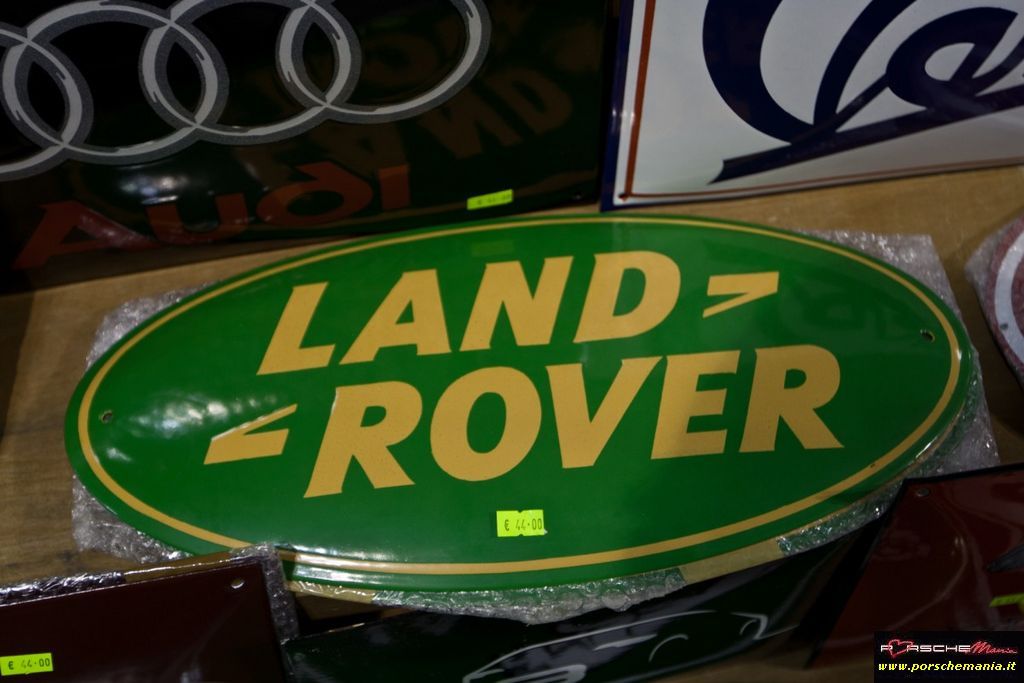 Audi
LAND
ROVER
€ 44.00
€ 44.00
PORSCHEMania
www.porschemania.it